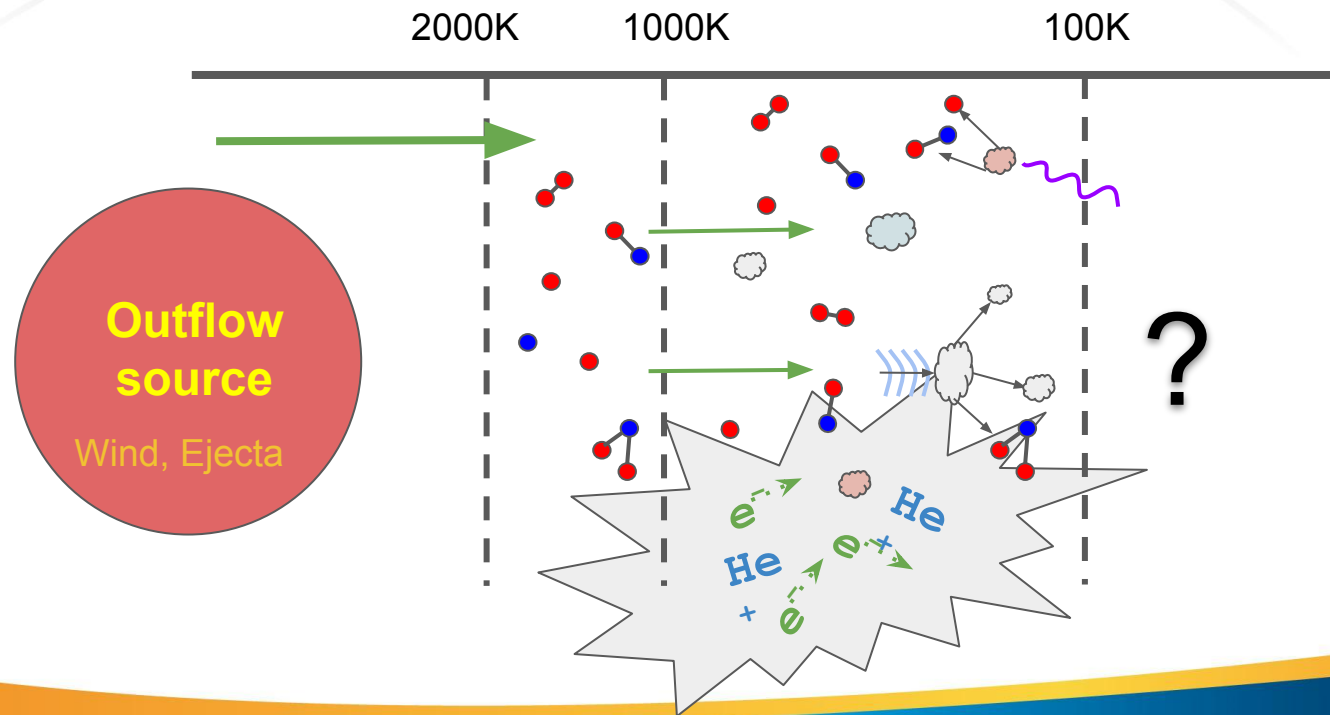 2000K 1000K 100K
Outflow
source
Wind, Ejecta
?
e
He
e
He
+
+
e